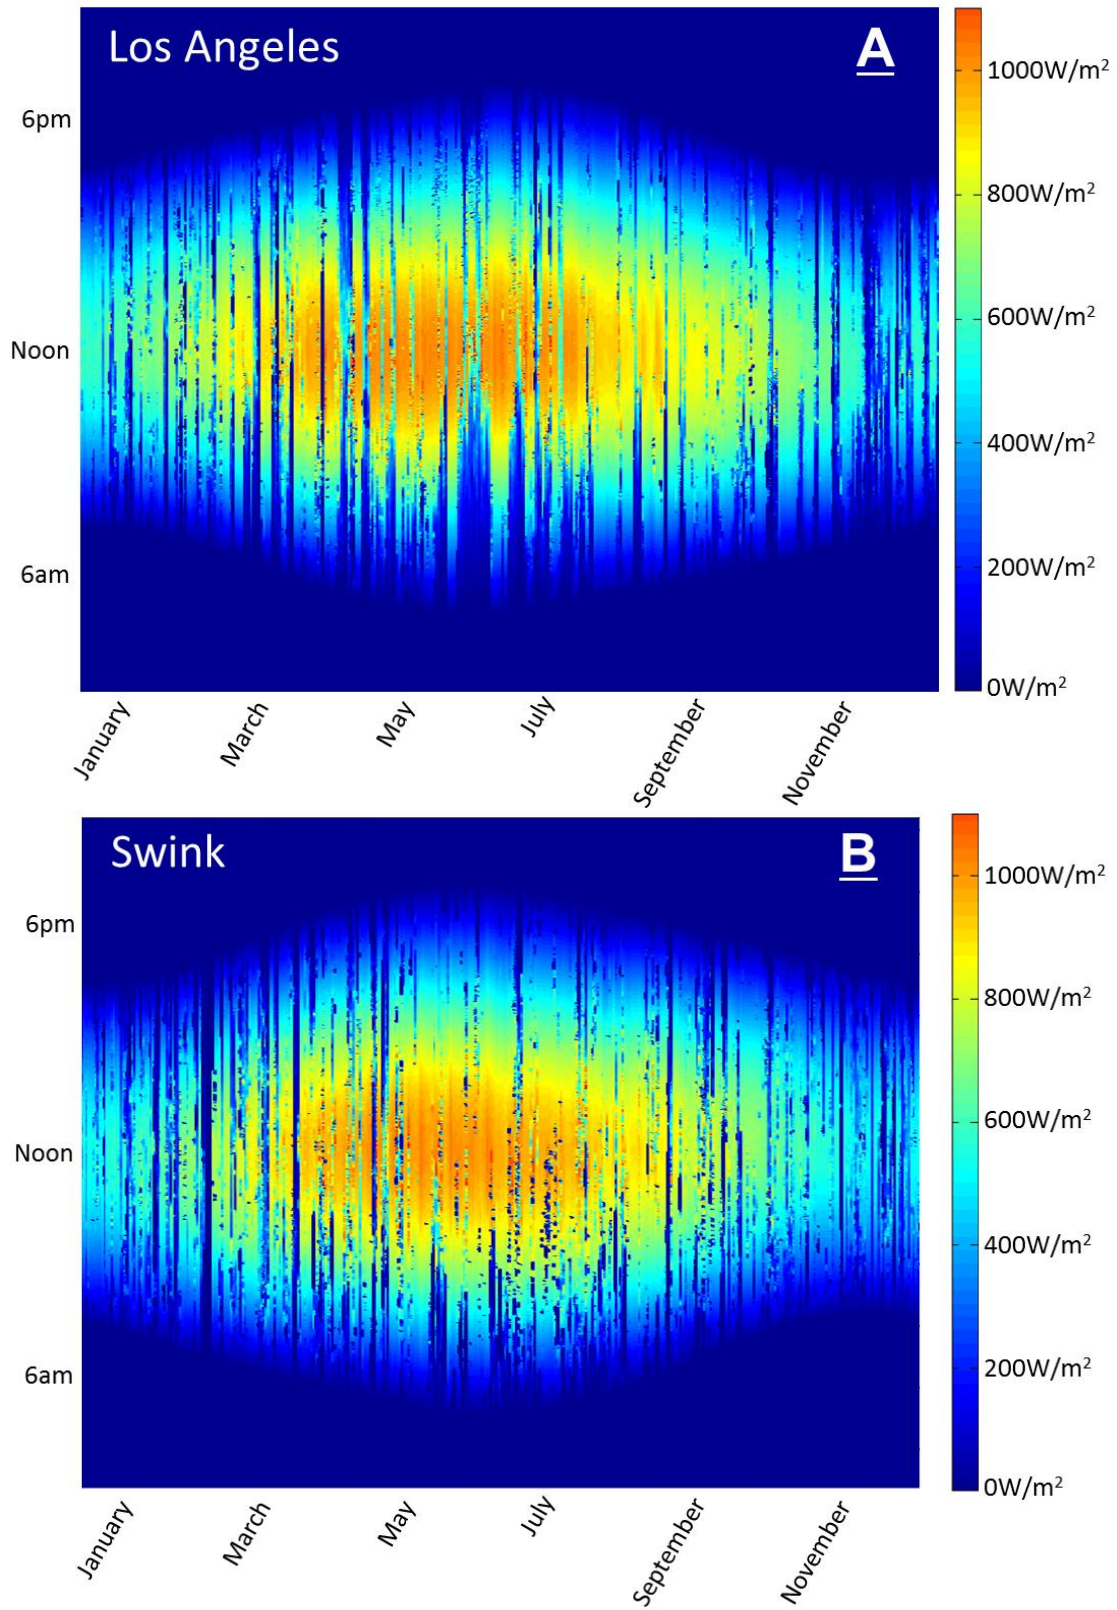 Los Angeles
A
6pm
Noon
6am
1000W/m²
800W/m²
600W/m²
400W/m²
200W/m²
0W/m²
January
March
May
July
September
November
Swink
B
6pm
Noon
6am
1000W/m²
800W/m²
600W/m²
400W/m²
200W/m²
0W/m²
January
March
May
July
September
November